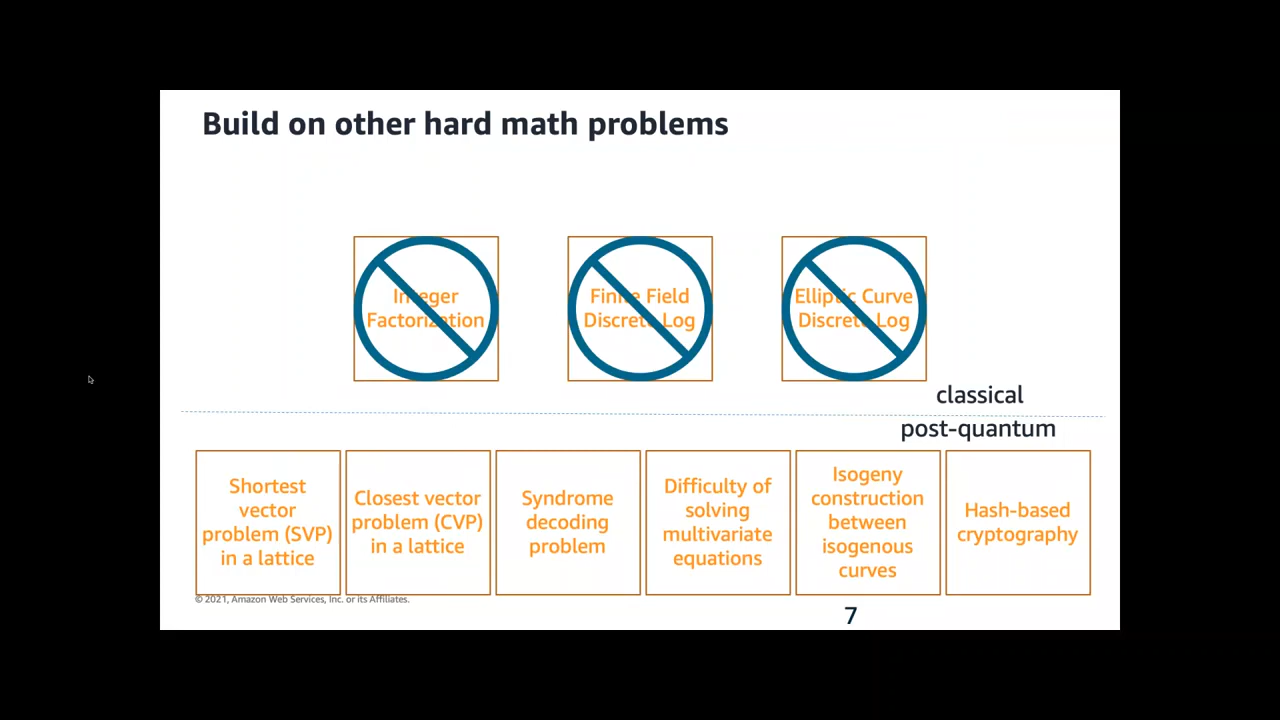 Build on other hard math problems
Integer
Factorization
Finite Field
Discrete Log
Elliptic Curve
Discrete Log
classical
post-quantum
Shortest
vector
problem (SVP)
in a lattice
Closest vector
problem (CVP)
in a lattice
Syndrome
decoding
problem
Difficulty of
solving
multivariate
equations
Isogeny
construction
between
isogenous
curves
Hash-based
cryptography
© 2021, Amazon Web Services, Inc. or its Affiliates.
7